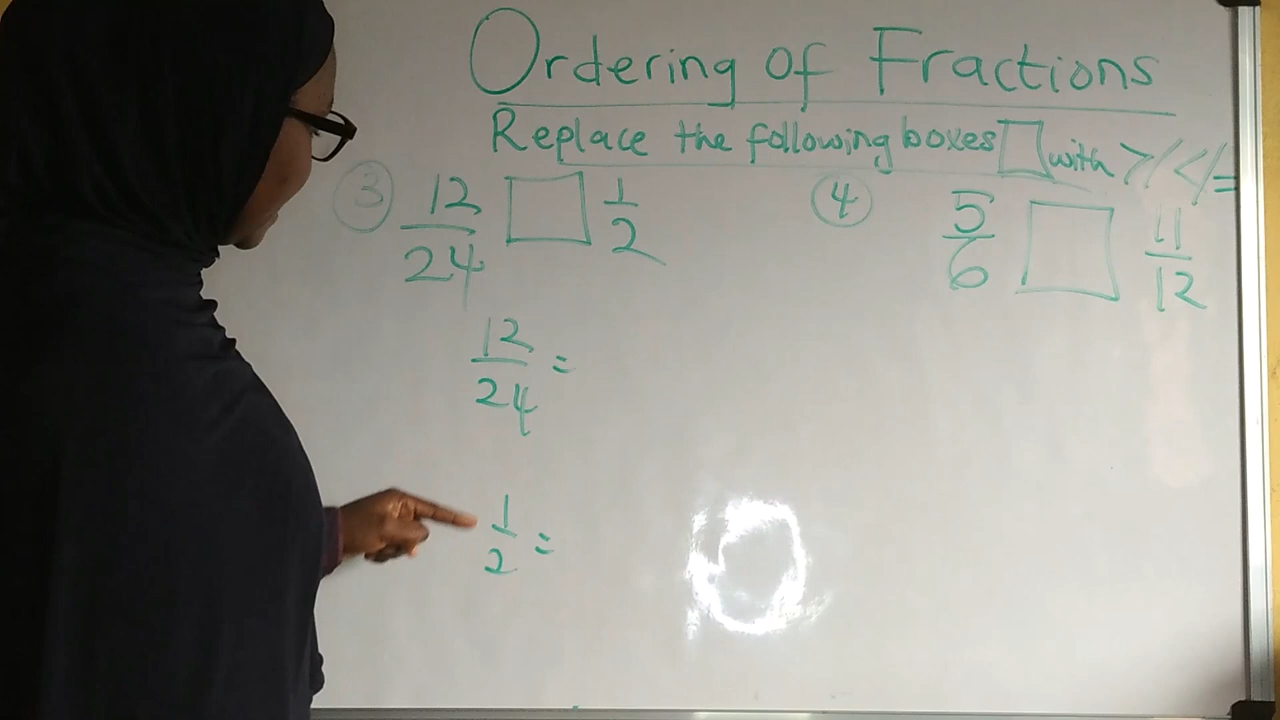 Ordering of Fractions
Replace the following boxes □ with >/</=
③ 12/24 □ 1/2
④ 5/6 □ 11/12
12/24 =
1/2 =